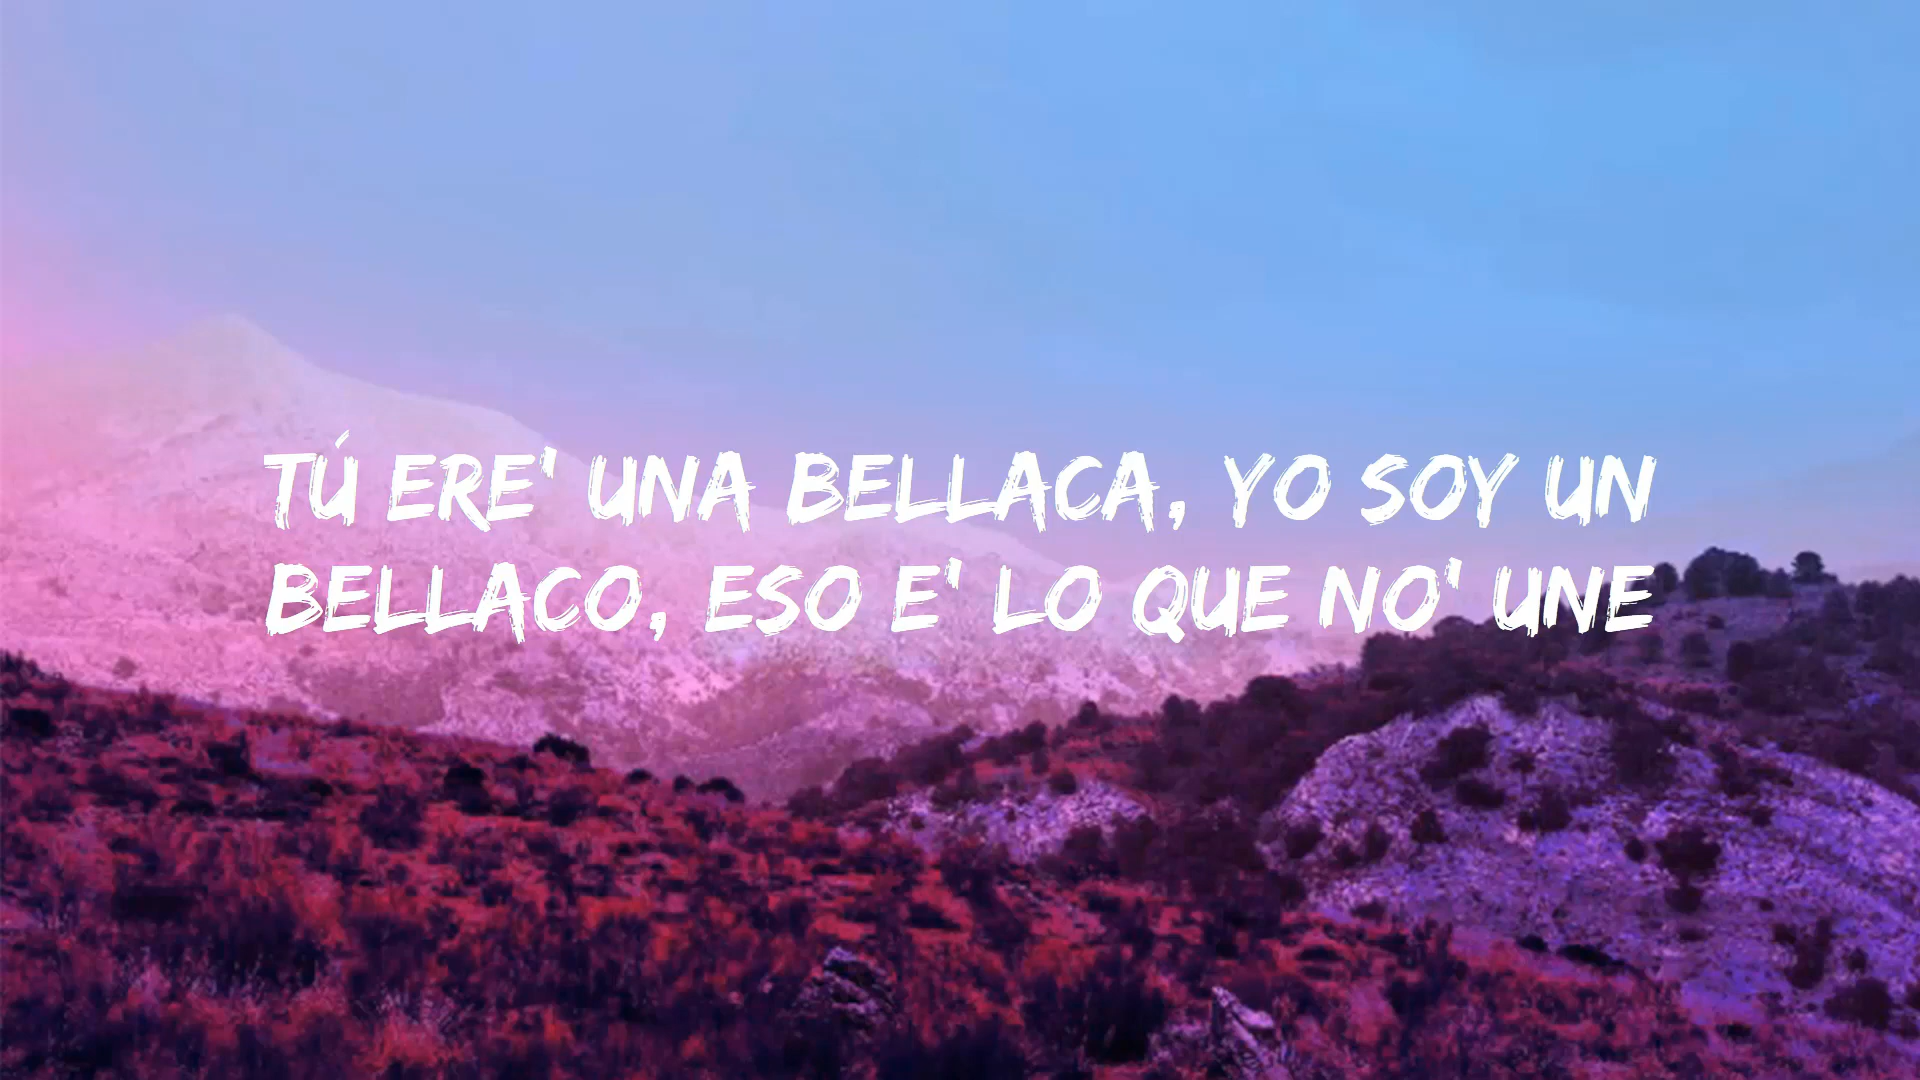 TÚ ERE' UNA BELLACA, YO SOY UN
BELLACO, ESO E' LO QUE NO' UNE